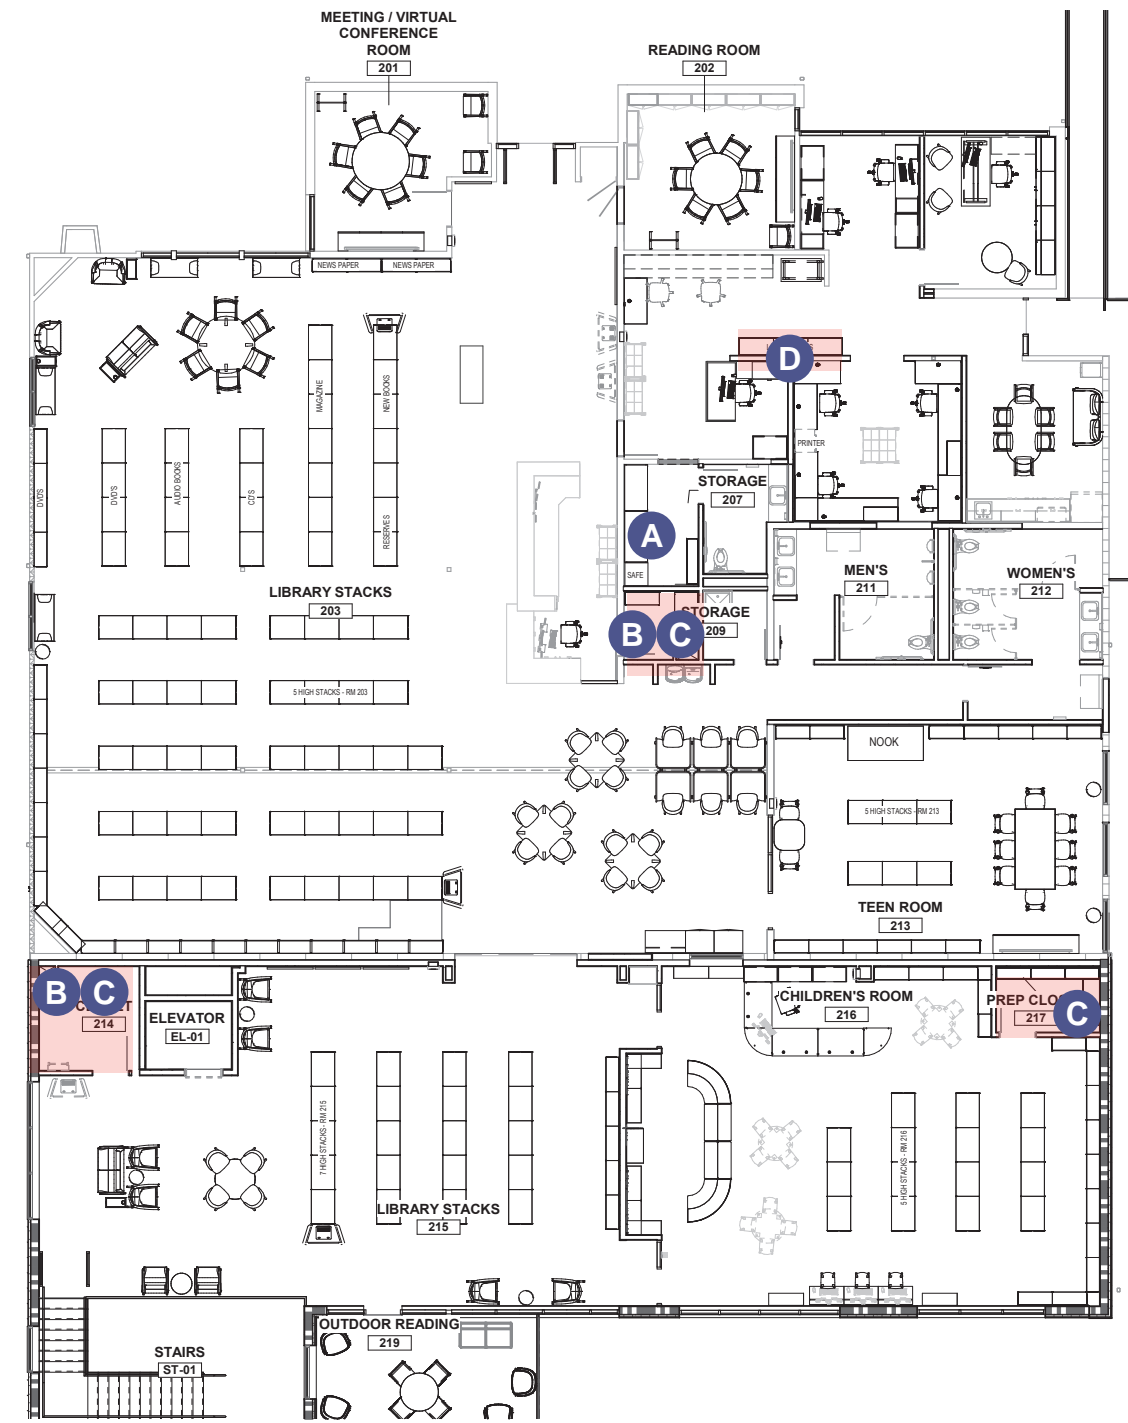 MEETING / VIRTUAL
CONFERENCE
ROOM
201
READING ROOM
202
NEWS PAPER
NEWS PAPER
MAGAZINE
NEW BOOKS
D
DVD'S
DVD'S
AUDIO BOOKS
CD'S
RESERVES
PRINTER
STORAGE
207
A
SAFE
MEN'S
211
WOMEN'S
212
LIBRARY STACKS
203
STORAGE
209
B
C
5 HIGH STACKS - RM 203
NOOK
5 HIGH STACKS - RM 213
TEEN ROOM
213
B
C
214
ELEVATOR
EL-01
CHILDREN'S ROOM
216
PREP
217
C
7 HIGH STACKS - RM 215
5 HIGH STACKS - RM 216
LIBRARY STACKS
215
OUTDOOR READING
219
STAIRS
ST-01